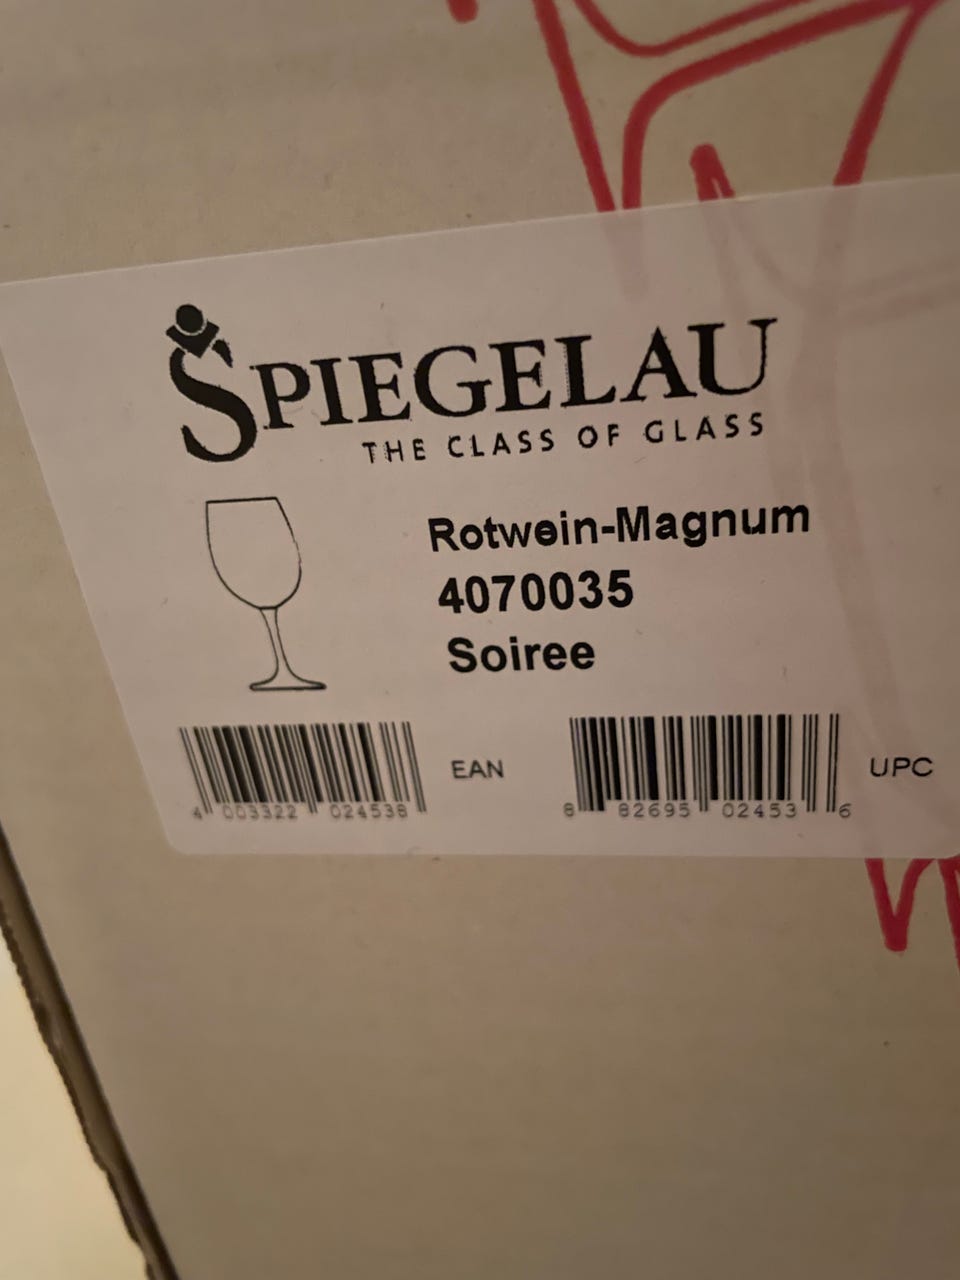 SPIEGELAU
THE CLASS OF GLASS
Rotwein-Magnum
4070035
Soiree
EAN
UPC
4 003322 024538
8 82695 02453 6